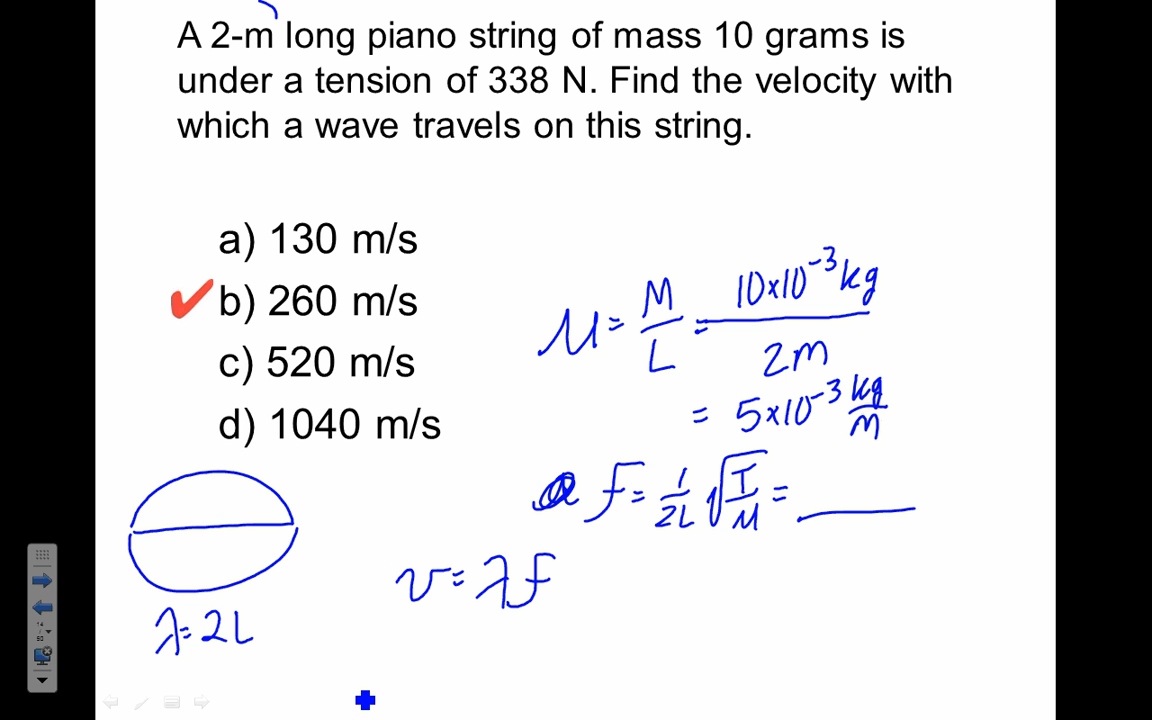 A 2-m long piano string of mass 10 grams is
under a tension of 338 N. Find the velocity with
which a wave travels on this string.
a) 130 m/s
b) 260 m/s
c) 520 m/s
d) 1040 m/s
μ = M/L = 10×10⁻³ kg / 2m
= 5×10⁻³ kg/m
f = 1/2L √T/μ =
v = λf
λ = 2L